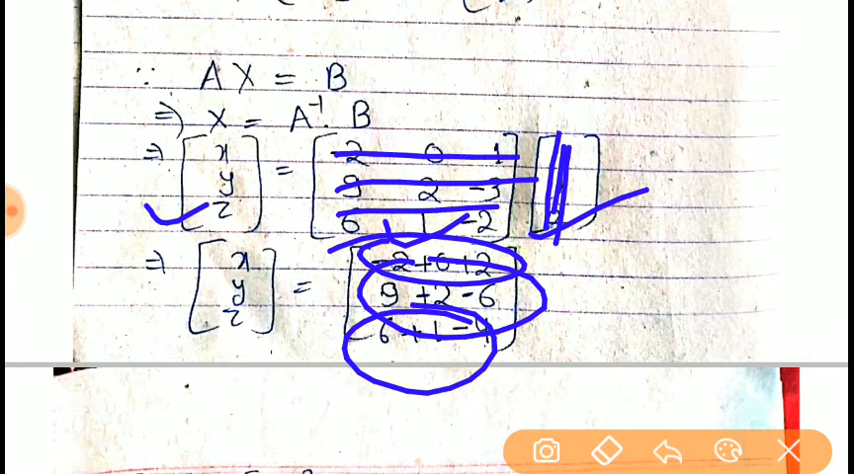 ∵ AX = B
⇒ X = A⁻¹. B
⇒ [x y z] = [-2 0 1
9 2 -3
6 1 -2]
⇒ [x y z] = [-2+0+2
9+2-6
6+1-4]